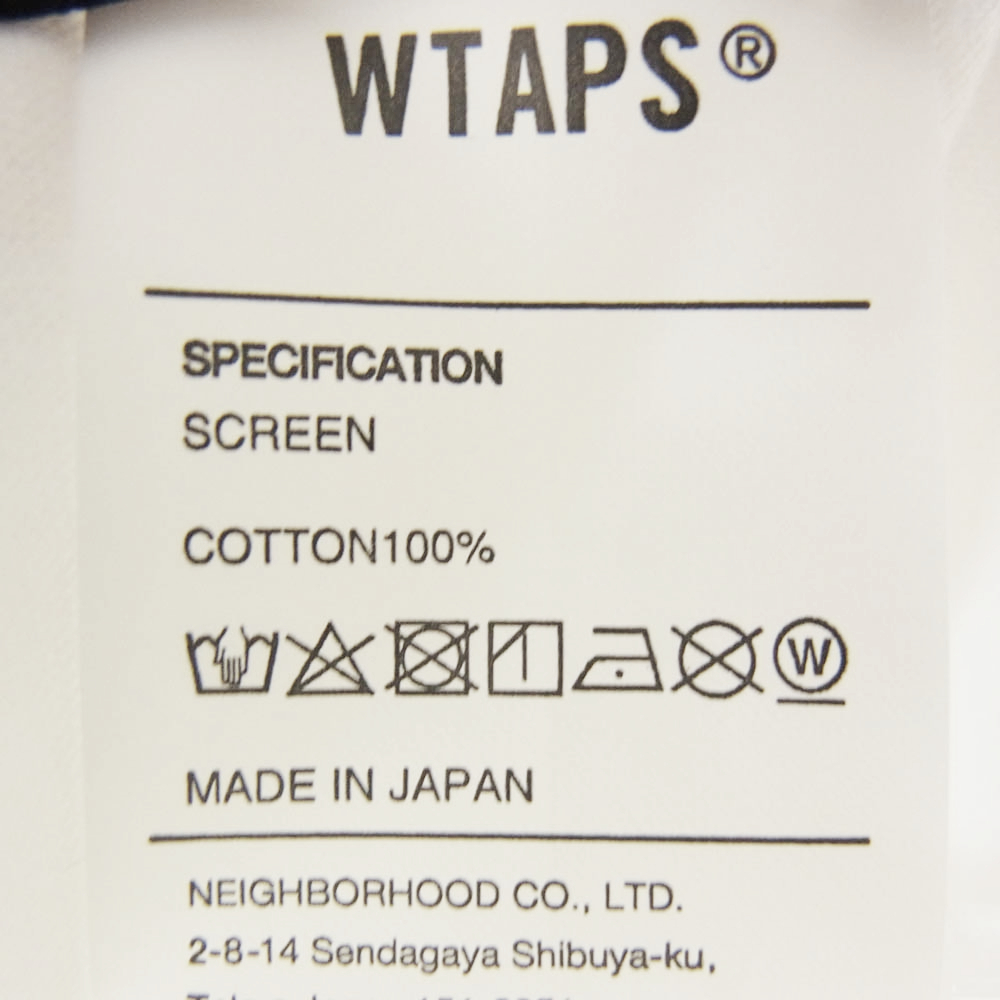 WTAPS®
SPECIFICATION
SCREEN
COTTON100%
W
MADE IN JAPAN
NEIGHBORHOOD CO., LTD.
2-8-14 Sendagaya Shibuya-ku,